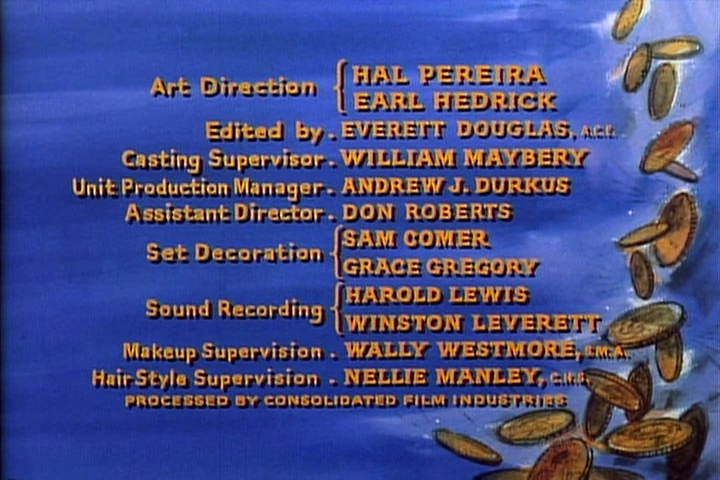 Art Direction { HAL PEREIRA
EARL HEDRICK
Edited by. EVERETT DOUGLAS, A.C.E.
Casting Supervisor. WILLIAM MAYBERY
Unit Production Manager. ANDREW J. DURKUS
Assistant Director. DON ROBERTS
Set Decoration { SAM COMER
GRACE GREGORY
Sound Recording { HAROLD LEWIS
WINSTON LEVERETT
Makeup Supervision . WALLY WESTMORE, S.M.A.
Hair Style Supervision . NELLIE MANLEY, C.H.S.
PROCESSED BY CONSOLIDATED FILM INDUSTRIES